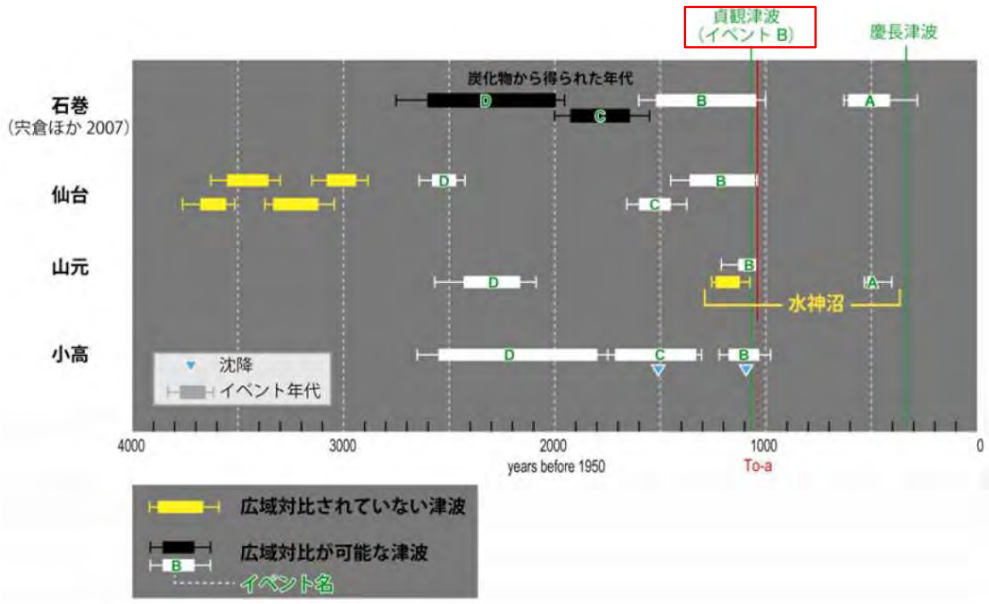 貞観津波
(イベント B)
慶長津波
炭化物から得られた年代
石巻
(宍倉ほか 2007)
D
C
B
A
仙台
D
B
C
山元
B
D
A
水神沼
小高
D
C
B
沈降
イベント年代
4000
3000
2000
1000
0
years before 1950
To-a
広域対比されていない津波
広域対比が可能な津波
B
イベント名